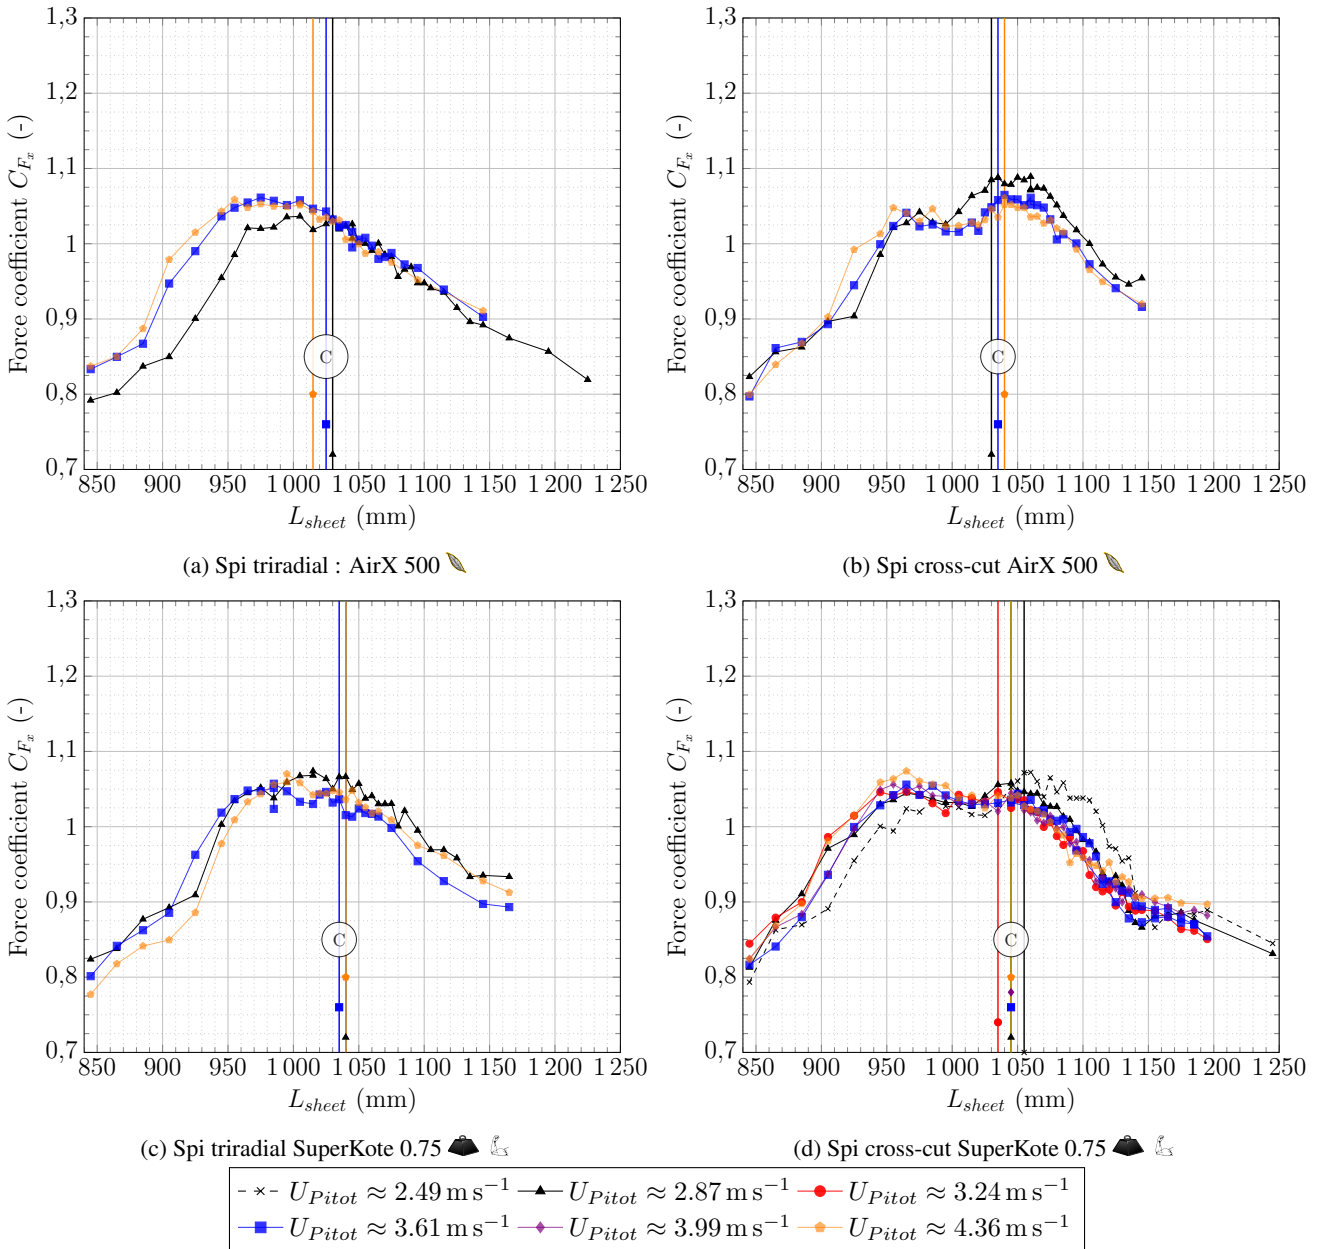 1,3
1,2
1,1
1
0,9
0,8
0,7
Force coefficient C_{F_x} (-)
C
850 900 950 1 000 1 050 1 100 1 150 1 200 1 250
L_{sheet} (mm)
(a) Spi triradial : AirX 500
1,3
1,2
1,1
1
0,9
0,8
0,7
Force coefficient C_{F_x} (-)
C
850 900 950 1 000 1 050 1 100 1 150 1 200 1 250
L_{sheet} (mm)
(b) Spi cross-cut AirX 500
1,3
1,2
1,1
1
0,9
0,8
0,7
Force coefficient C_{F_x} (-)
C
850 900 950 1 000 1 050 1 100 1 150 1 200 1 250
L_{sheet} (mm)
(c) Spi triradial SuperKote 0.75
1,3
1,2
1,1
1
0,9
0,8
0,7
Force coefficient C_{F_x} (-)
C
850 900 950 1 000 1 050 1 100 1 150 1 200 1 250
L_{sheet} (mm)
(d) Spi cross-cut SuperKote 0.75
U_{Pitot} ≈ 2.49 m s⁻¹ U_{Pitot} ≈ 2.87 m s⁻¹ U_{Pitot} ≈ 3.24 m s⁻¹
U_{Pitot} ≈ 3.61 m s⁻¹ U_{Pitot} ≈ 3.99 m s⁻¹ U_{Pitot} ≈ 4.36 m s⁻¹